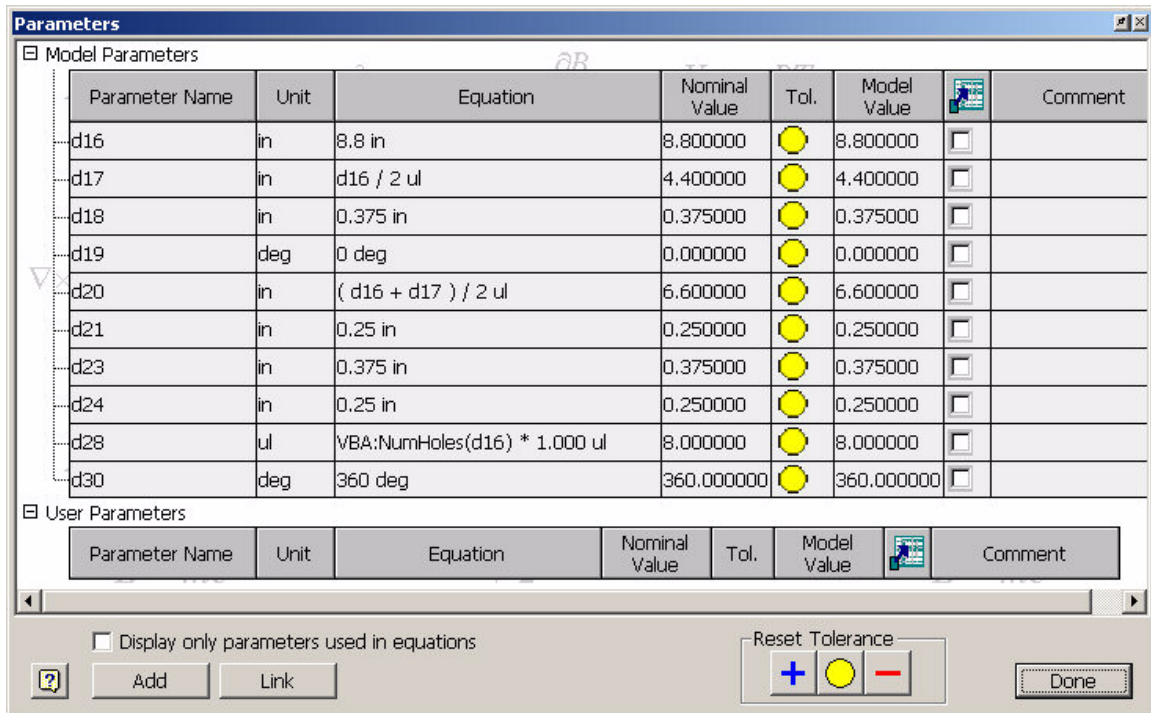 Parameters
Model Parameters
∂B
Parameter Name Unit Equation Nominal Value Tol. Model Value Comment
d16 in 8.8 in 8.800000 8.800000
d17 in d16 / 2 ul 4.400000 4.400000
d18 in 0.375 in 0.375000 0.375000
d19 deg 0 deg 0.000000 0.000000
d20 in ( d16 + d17 ) / 2 ul 6.600000 6.600000
d21 in 0.25 in 0.250000 0.250000
d23 in 0.375 in 0.375000 0.375000
d24 in 0.25 in 0.250000 0.250000
d28 ul VBA:NumHoles(d16) * 1.000 ul 8.000000 8.000000
d30 deg 360 deg 360.000000 360.000000
User Parameters
Parameter Name Unit Equation Nominal Value Tol. Model Value Comment
Display only parameters used in equations
Reset Tolerance
? Add Link + − Done